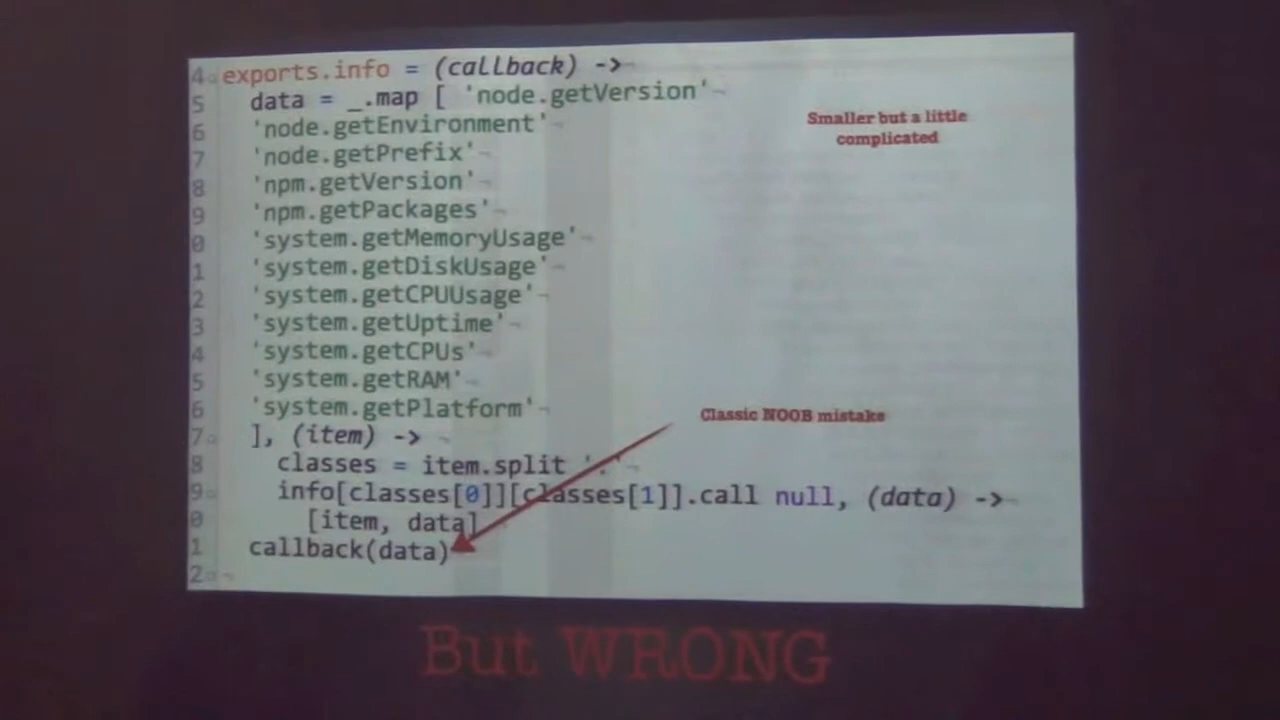 4 exports.info = (callback) ->
5 data = _.map [ 'node.getVersion'
6 'node.getEnvironment'
7 'node.getPrefix'
8 'npm.getVersion'
9 'npm.getPackages'
0 'system.getMemoryUsage'
1 'system.getDiskUsage'
2 'system.getCPUUsage'
3 'system.getUptime'
4 'system.getCPUs'
5 'system.getRAM'
6 'system.getPlatform'
7 ], (item) ->
8 classes = item.split '.'
9 info[classes[0]][classes[1]].call null, (data) ->
0 [item, data]
1 callback(data)
2
Smaller but a little
complicated
Classic NOOB mistake
But WRONG